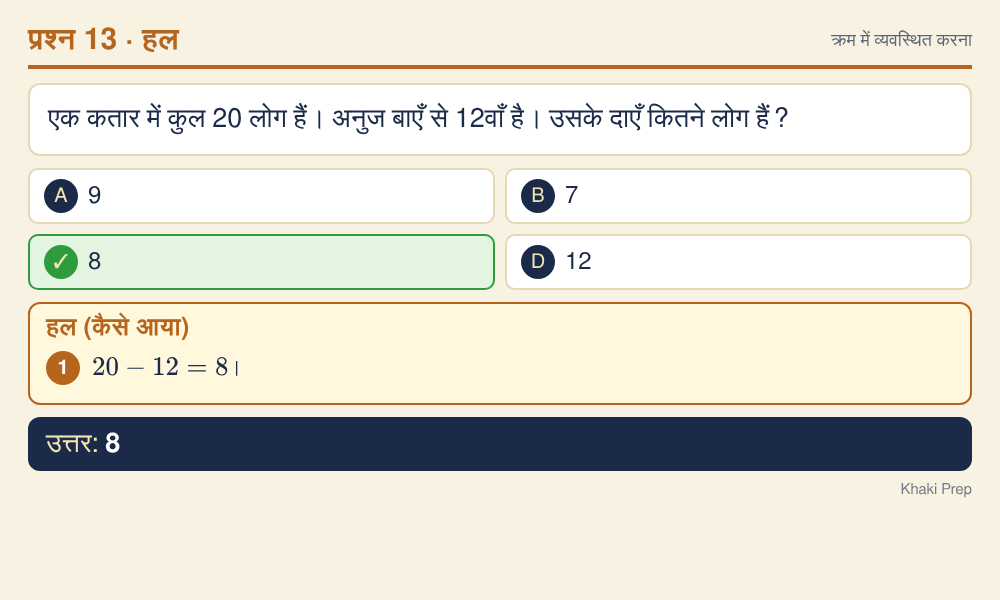 प्रश्न 13 · हल
क्रम में व्यवस्थित करना
एक कतार में कुल 20 लोग हैं। अनुज बाएँ से 12वाँ है। उसके दाएँ कितने लोग हैं?
A 9
B 7
✓ 8
D 12
हल (कैसे आया)
1 20 − 12 = 8।
उत्तर: 8
Khaki Prep